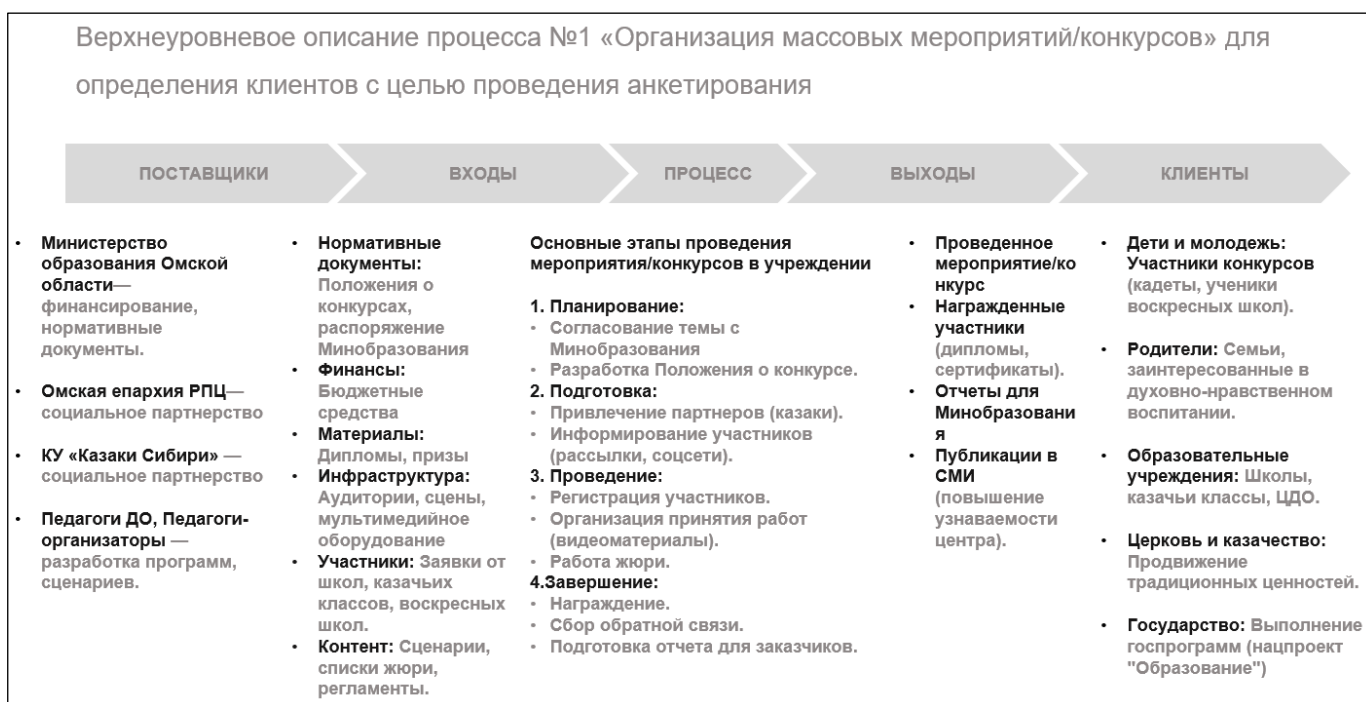 Верхнеуровневое описание процесса №1 «Организация массовых мероприятий/конкурсов» для
определения клиентов с целью проведения анкетирования
ПОСТАВЩИКИ
ВХОДЫ
ПРОЦЕСС
ВЫХОДЫ
КЛИЕНТЫ
• Министерство
образования Омской
области—
финансирование,
нормативные
документы.
• Омская епархия РПЦ—
социальное партнерство
• КУ «Казаки Сибири» —
социальное партнерство
• Педагоги ДО, Педагоги-
организаторы —
разработка программ,
сценариев.
• Нормативные
документы:
Положения о
конкурсах,
распоряжение
Минобразования
• Финансы:
Бюджетные
средства
• Материалы:
Дипломы, призы
• Инфраструктура:
Аудитории, сцены,
мультимедийное
оборудование
• Участники: Заявки от
школ, казачьих
классов, воскресных
школ.
• Контент: Сценарии,
списки жюри,
регламенты.
Основные этапы проведения
мероприятия/конкурсов в учреждении
1. Планирование:
• Согласование темы с
Минобразования
• Разработка Положения о конкурсе.
2. Подготовка:
• Привлечение партнеров (казаки).
• Информирование участников
(рассылки, соцсети).
3. Проведение:
• Регистрация участников.
• Организация принятия работ
(видеоматериалы).
• Работа жюри.
4.Завершение:
• Награждение.
• Сбор обратной связи.
• Подготовка отчета для заказчиков.
• Проведенное
мероприятие/ко
нкурс
• Награжденные
участники
(дипломы,
сертификаты).
• Отчеты для
Минобразовани
я
• Публикации в
СМИ
(повышение
узнаваемости
центра).
• Дети и молодежь:
Участники конкурсов
(кадеты, ученики
воскресных школ).
• Родители: Семьи,
заинтересованные в
духовно-нравственном
воспитании.
• Образовательные
учреждения: Школы,
казачьи классы, ЦДО.
• Церковь и казачество:
Продвижение
традиционных ценностей.
• Государство: Выполнение
госпрограмм (нацпроект
"Образование")